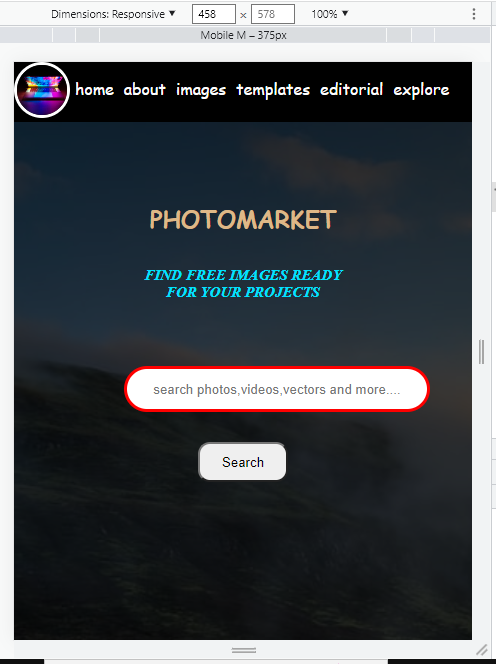 Dimensions: Responsive ▼ 458 x 578 100% ▼
Mobile M – 375px
home about images templates editorial explore
PHOTOMARKET
FIND FREE IMAGES READY
FOR YOUR PROJECTS
search photos,videos,vectors and more....
Search